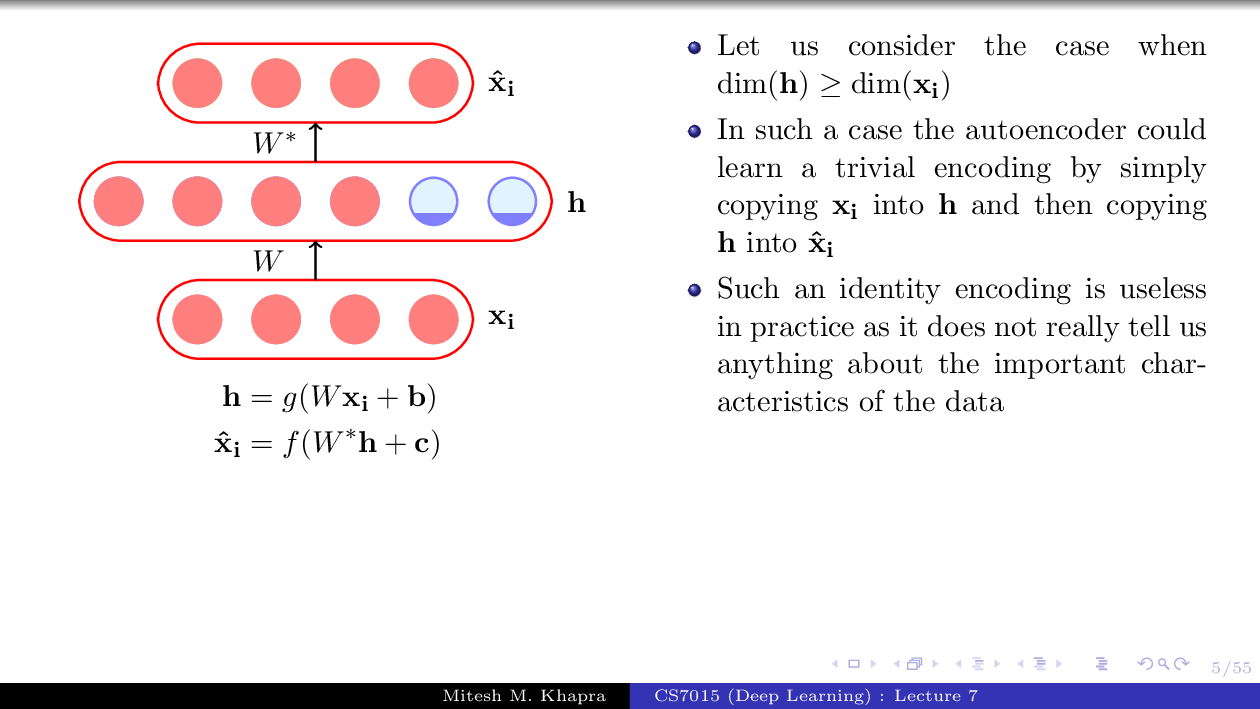 x̂ᵢ
W*
h
W
xᵢ
h = g(Wxᵢ + b)
x̂ᵢ = f(W*h + c)
Let us consider the case when
dim(h) ≥ dim(xᵢ)
In such a case the autoencoder could
learn a trivial encoding by simply
copying xᵢ into h and then copying
h into x̂ᵢ
Such an identity encoding is useless
in practice as it does not really tell us
anything about the important char-
acteristics of the data
5/55
Mitesh M. Khapra
CS7015 (Deep Learning) : Lecture 7